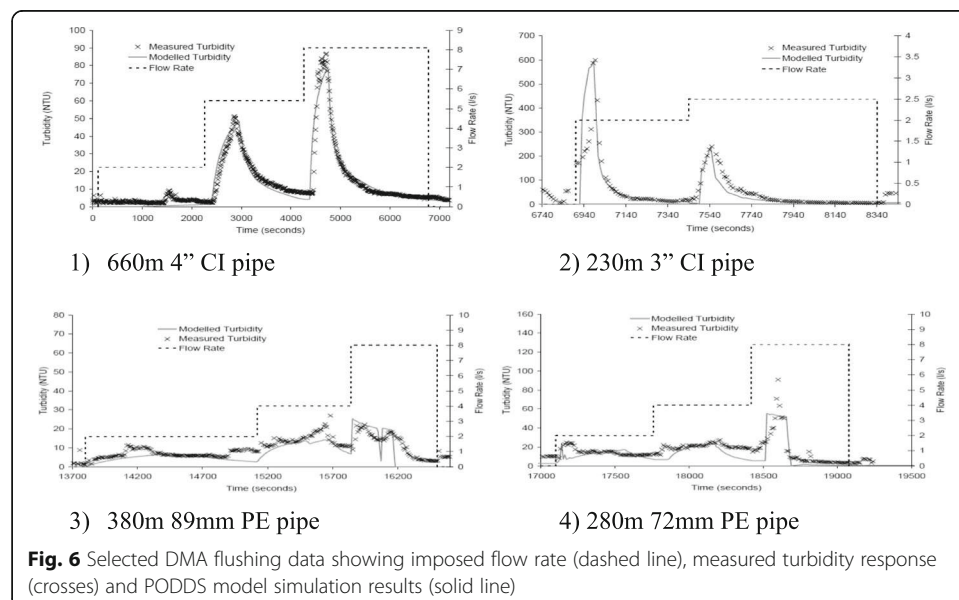 Turbidity (NTU)
100
90
80
70
60
50
40
30
20
10
0
Measured Turbidity
Modelled Turbidity
Flow Rate
9
8
7
6
5
4
3
2
1
0
Flow Rate (l/s)
0 1000 2000 3000 4000 5000 6000 7000
Time (seconds)
1) 660m 4” CI pipe
Turbidity (NTU)
700
600
500
400
300
200
100
0
Measured Turbidity
Modelled Turbidity
Flow Rate
4
3.5
3
2.5
2
1.5
1
0.5
0
Flow Rate (l/s)
6740 6940 7140 7340 7540 7740 7940 8140 8340
Time (seconds)
2) 230m 3” CI pipe
Turbidity (NTU)
80
70
60
50
40
30
20
10
0
Modelled Turbidity
Measured Turbidity
Flow Rate
10
9
8
7
6
5
4
3
2
1
0
Flow Rate (l/s)
13700 14200 14700 15200 15700 16200
Time (seconds)
3) 380m 89mm PE pipe
Turbidity (NTU)
160
140
120
100
80
60
40
20
0
Modelled Turbidity
Measured Turbidity
Flow Rate
10
9
8
7
6
5
4
3
2
1
0
Flow Rate (l/s)
17000 17500 18000 18500 19000 19500
Time (seconds)
4) 280m 72mm PE pipe
Fig. 6 Selected DMA flushing data showing imposed flow rate (dashed line), measured turbidity response
(crosses) and PODDS model simulation results (solid line)